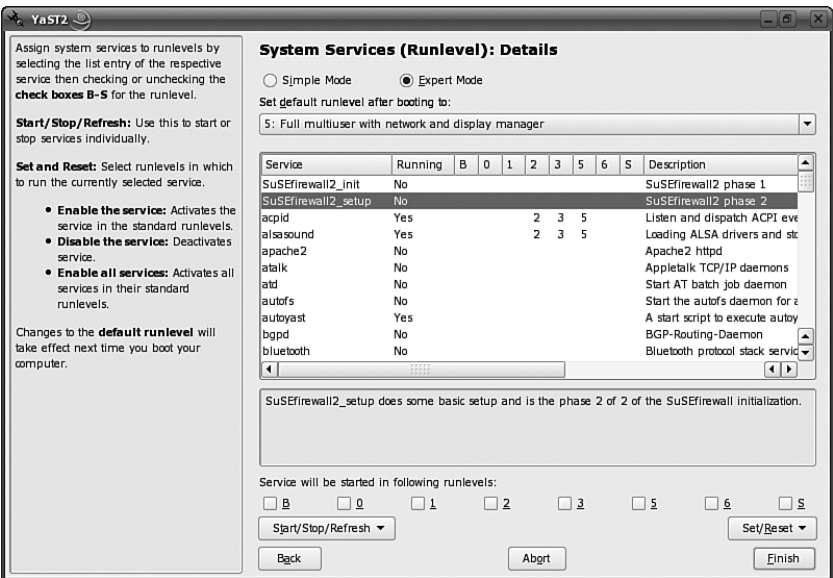 YaST2
Assign system services to runlevels by
selecting the list entry of the respective
service then checking or unchecking the
check boxes B-S for the runlevel.
Start/Stop/Refresh: Use this to start or
stop services individually.
Set and Reset: Select runlevels in which
to run the currently selected service.
• Enable the service: Activates the
service in the standard runlevels.
• Disable the service: Deactivates
service.
• Enable all services: Activates all
services in their standard
runlevels.
Changes to the default runlevel will
take effect next time you boot your
computer.
System Services (Runlevel): Details
Simple Mode Expert Mode
Set default runlevel after booting to:
5: Full multiuser with network and display manager
Service Running B 0 1 2 3 5 6 S Description
SuSEfirewall2_init No SuSEfirewall2 phase 1
SuSEfirewall2_setup No SuSEfirewall2 phase 2
acpid Yes 2 3 5 Listen and dispatch ACPI eve
alsasound Yes 2 3 5 Loading ALSA drivers and sto
apache2 No Apache2 httpd
atalk No Appletalk TCP/IP daemons
atd No Start AT batch job daemon
autofs No Start the autofs daemon for a
autoyast Yes A start script to execute autoy
bgpd No BGP-Routing-Daemon
bluetooth No Bluetooth protocol stack servic
SuSEfirewall2_setup does some basic setup and is the phase 2 of 2 of the SuSEfirewall initialization.
Service will be started in following runlevels:
B 0 1 2 3 5 6 S
Start/Stop/Refresh Set/Reset
Back Abort Finish